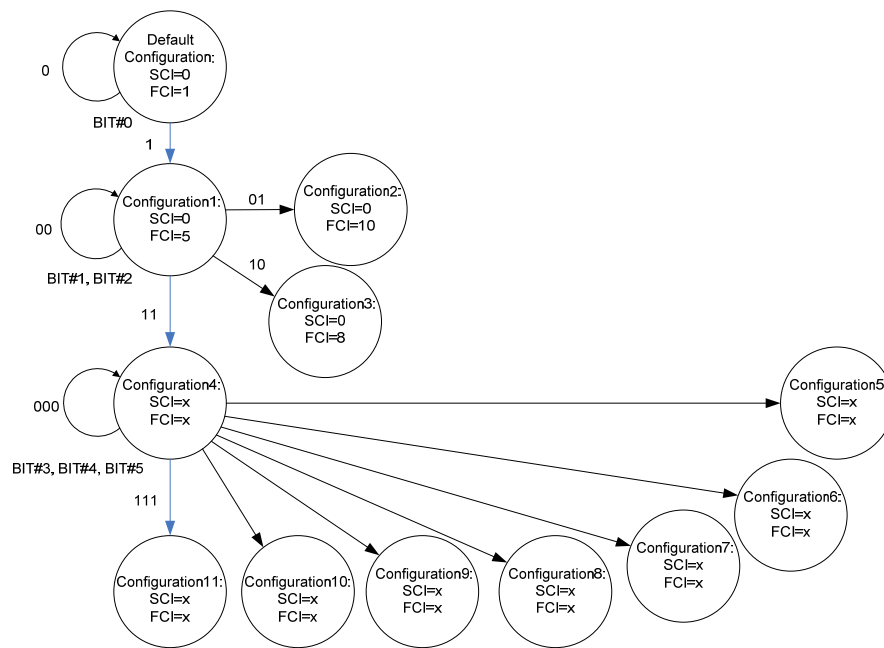 Default
Configuration:
SCI=0
FCI=1
0
BIT#0
1
Configuration1:
SCI=0
FCI=5
01
Configuration2:
SCI=0
FCI=10
00
10
BIT#1, BIT#2
Configuration3:
SCI=0
FCI=8
11
Configuration4:
SCI=x
FCI=x
Configuration5
SCI=x
FCI=x
000
BIT#3, BIT#4, BIT#5
111
Configuration6:
SCI=x
FCI=x
Configuration7:
SCI=x
FCI=x
Configuration11:
SCI=x
FCI=x
Configuration10:
SCI=x
FCI=x
Configuration9:
SCI=x
FCI=x
Configuration8:
SCI=x
FCI=x